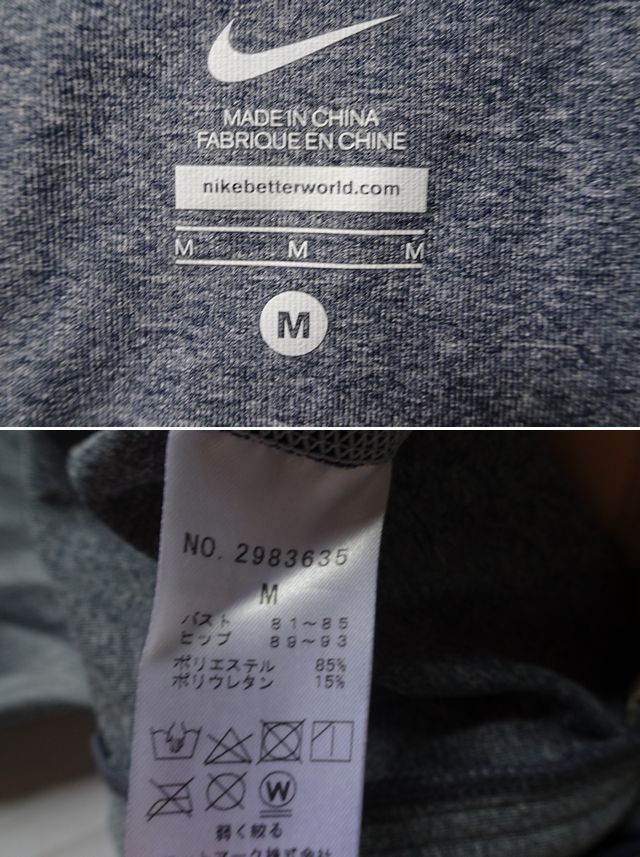 MADE IN CHINA
FABRIQUE EN CHINE
nikebetterworld.com
M M M
M
NO. 2983635
M
バスト 81〜85
ヒップ 89〜93
ポリエステル 85%
ポリウレタン 15%
W
弱く絞る